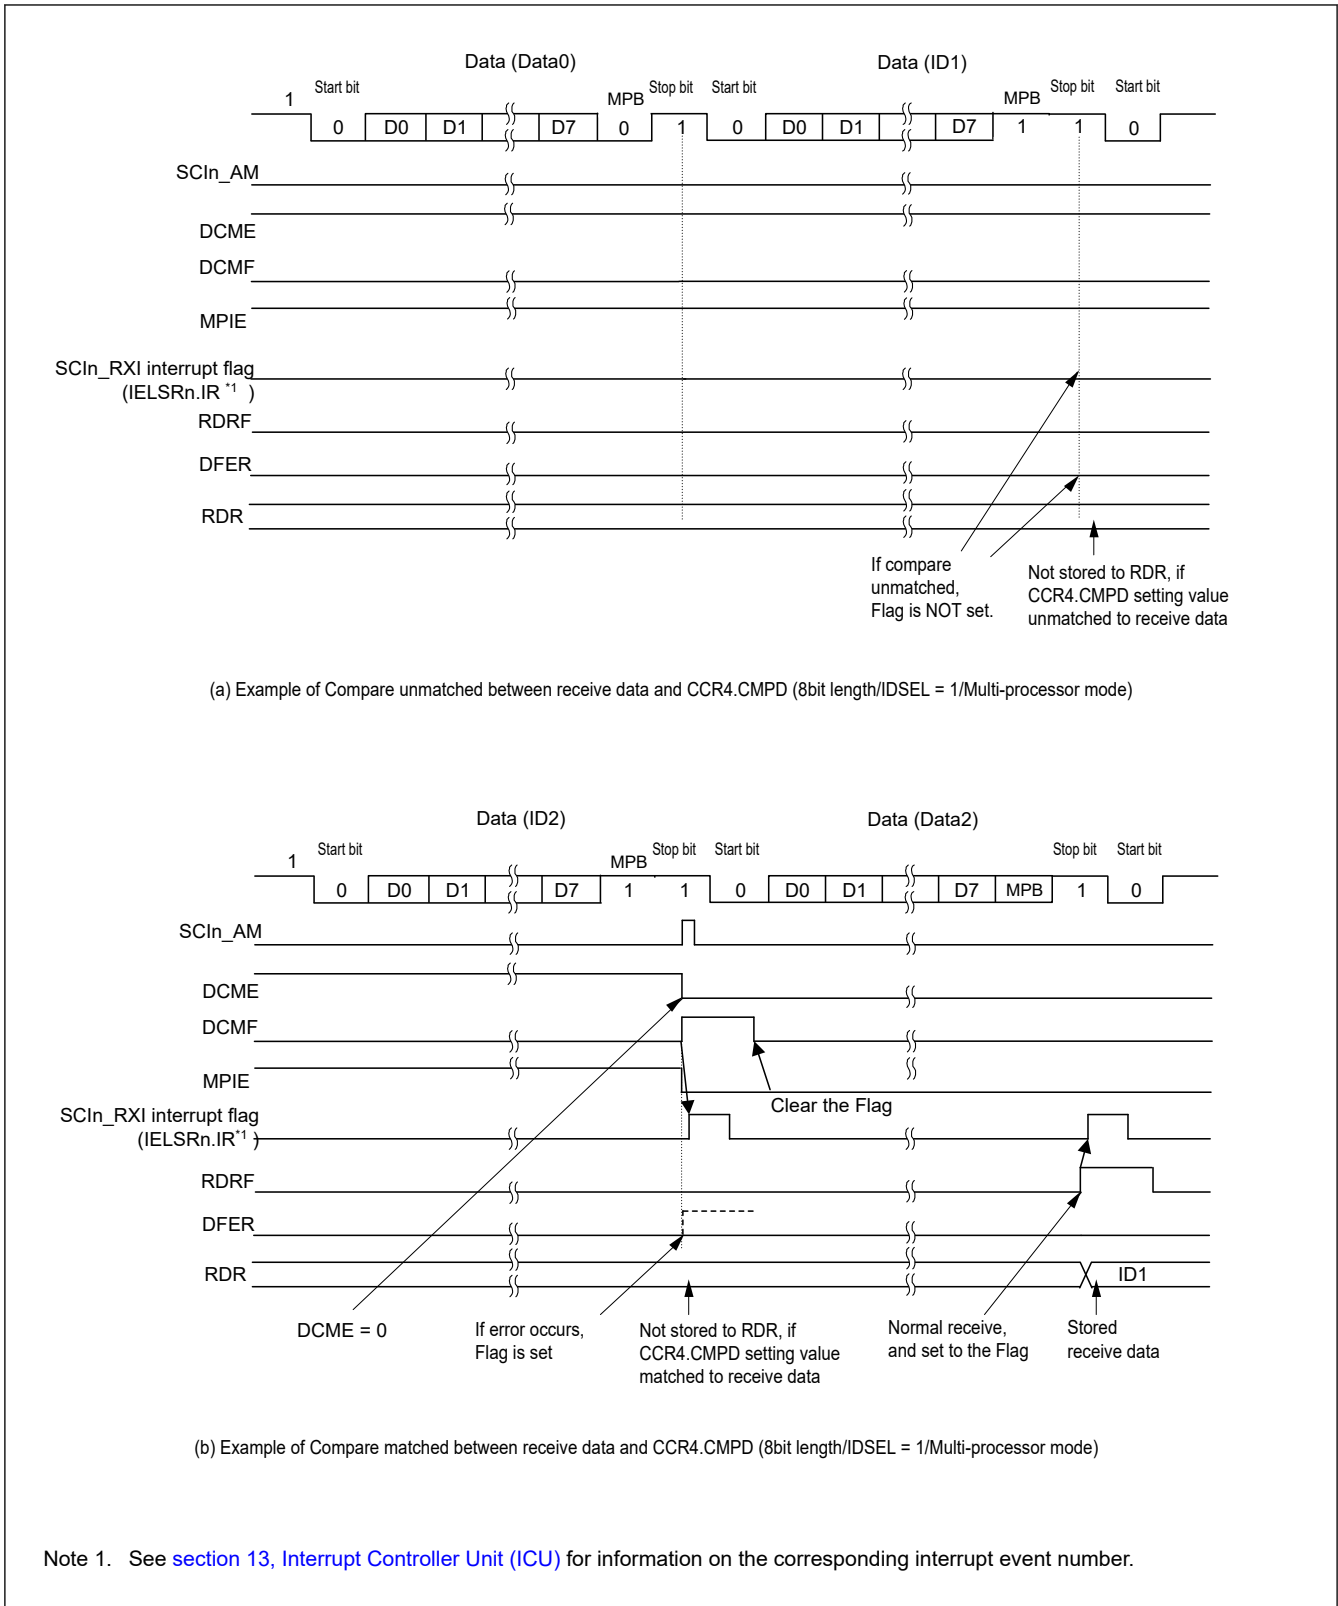 Data (Data0)
Data (ID1)
1 Start bit MPB Stop bit Start bit MPB Stop bit Start bit
0 D0 D1 D7 0 1 0 D0 D1 D7 1 1 0
SCIn_AM
DCME
DCMF
MPIE
SCIn_RXI interrupt flag
(IELSRn.IR *1 )
RDRF
DFER
RDR
If compare
unmatched,
Flag is NOT set.
Not stored to RDR, if
CCR4.CMPD setting value
unmatched to receive data
(a) Example of Compare unmatched between receive data and CCR4.CMPD (8bit length/IDSEL = 1/Multi-processor mode)
Data (ID2)
Data (Data2)
1 Start bit MPB Stop bit Start bit Stop bit Start bit
0 D0 D1 D7 1 1 0 D0 D1 D7 MPB 1 0
SCIn_AM
DCME
DCMF
MPIE
Clear the Flag
SCIn_RXI interrupt flag
(IELSRn.IR*1 )
RDRF
DFER
RDR
ID1
DCME = 0
If error occurs,
Flag is set
Not stored to RDR, if
CCR4.CMPD setting value
matched to receive data
Normal receive,
and set to the Flag
Stored
receive data
(b) Example of Compare matched between receive data and CCR4.CMPD (8bit length/IDSEL = 1/Multi-processor mode)
Note 1. See section 13, Interrupt Controller Unit (ICU) for information on the corresponding interrupt event number.